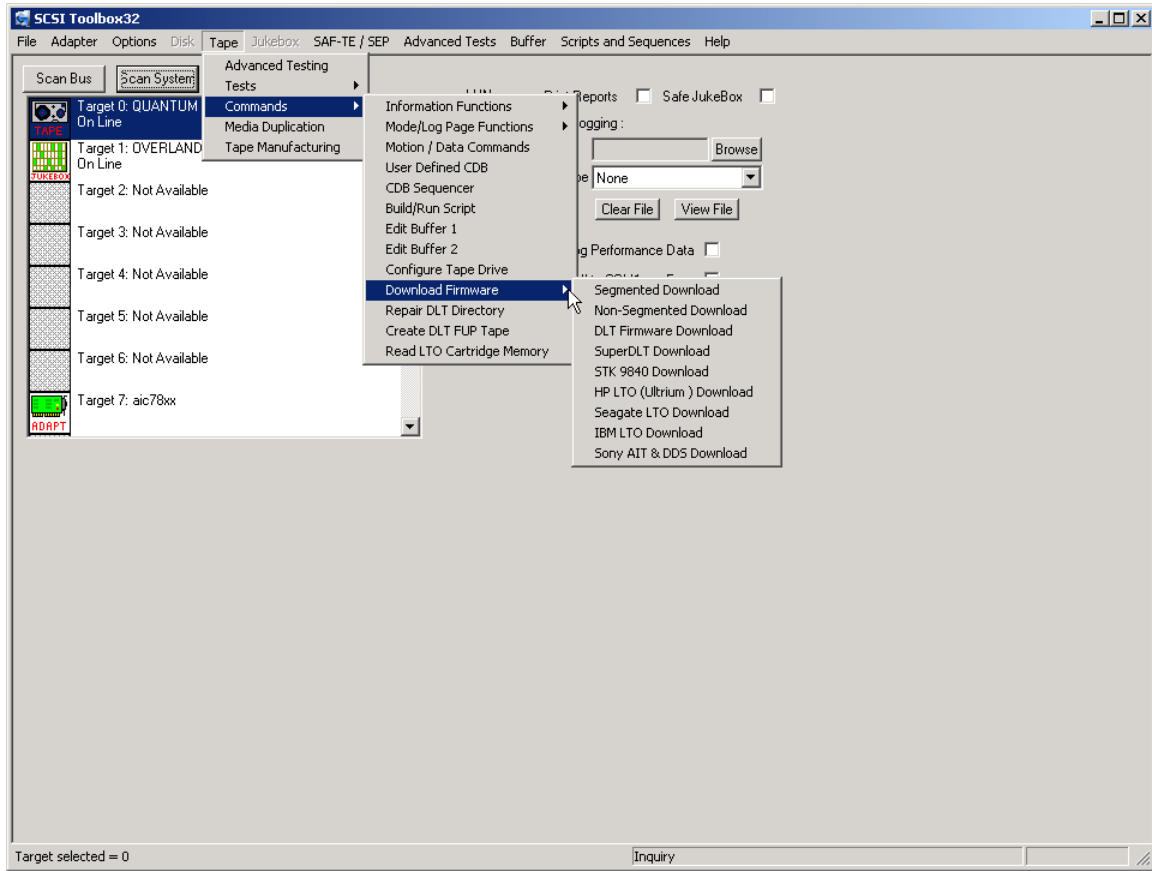 SCSI Toolbox32
File Adapter Options Disk Tape Jukebox SAF-TE / SEP Advanced Tests Buffer Scripts and Sequences Help
Scan Bus
Scan System
Target 0: QUANTUM
On Line
TAPE
Target 1: OVERLAND
On Line
JUKEBOX
Target 2: Not Available
Target 3: Not Available
Target 4: Not Available
Target 5: Not Available
Target 6: Not Available
Target 7: aic78xx
ADAPT
Advanced Testing
Tests
Commands
Media Duplication
Tape Manufacturing
Information Functions
Mode/Log Page Functions
Motion / Data Commands
User Defined CDB
CDB Sequencer
Build/Run Script
Edit Buffer 1
Edit Buffer 2
Configure Tape Drive
Download Firmware
Repair DLT Directory
Create DLT FUP Tape
Read LTO Cartridge Memory
Segmented Download
Non-Segmented Download
DLT Firmware Download
SuperDLT Download
STK 9840 Download
HP LTO (Ultrium ) Download
Seagate LTO Download
IBM LTO Download
Sony AIT & DDS Download
Reports Safe JukeBox
ogging :
Browse
pe None
Clear File View File
g Performance Data
Target selected = 0
Inquiry